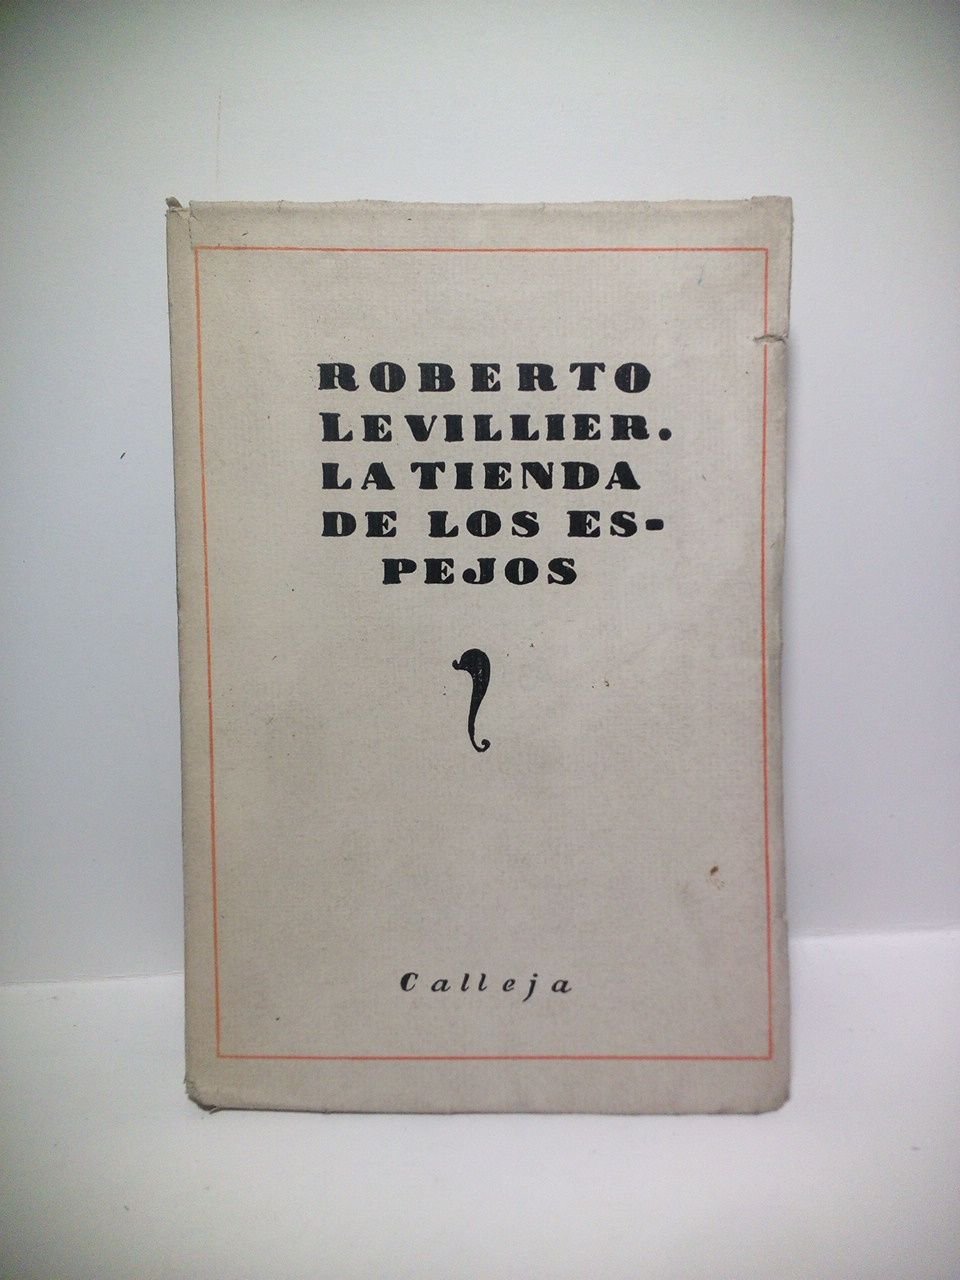 ROBERTO
LEVILLIER.
LA TIENDA
DE LOS ES-
PEJOS
Calleja